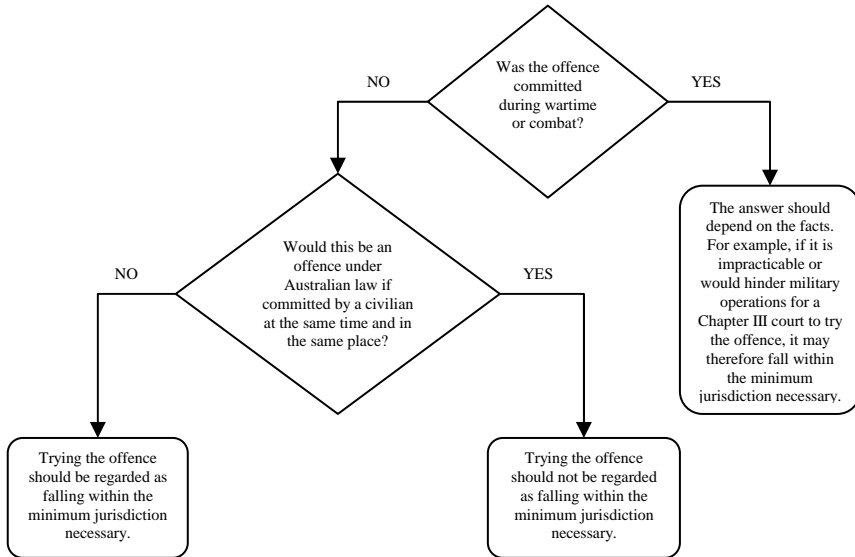 Was the offence
committed
during wartime
or combat?
NO
YES
The answer should
depend on the facts.
For example, if it is
impracticable or
would hinder military
operations for a
Chapter III court to try
the offence, it may
therefore fall within
the minimum
jurisdiction necessary.
Would this be an
offence under
Australian law if
committed by a civilian
at the same time and in
the same place?
NO
YES
Trying the offence
should be regarded as
falling within the
minimum jurisdiction
necessary.
Trying the offence
should not be regarded
as falling within the
minimum jurisdiction
necessary.